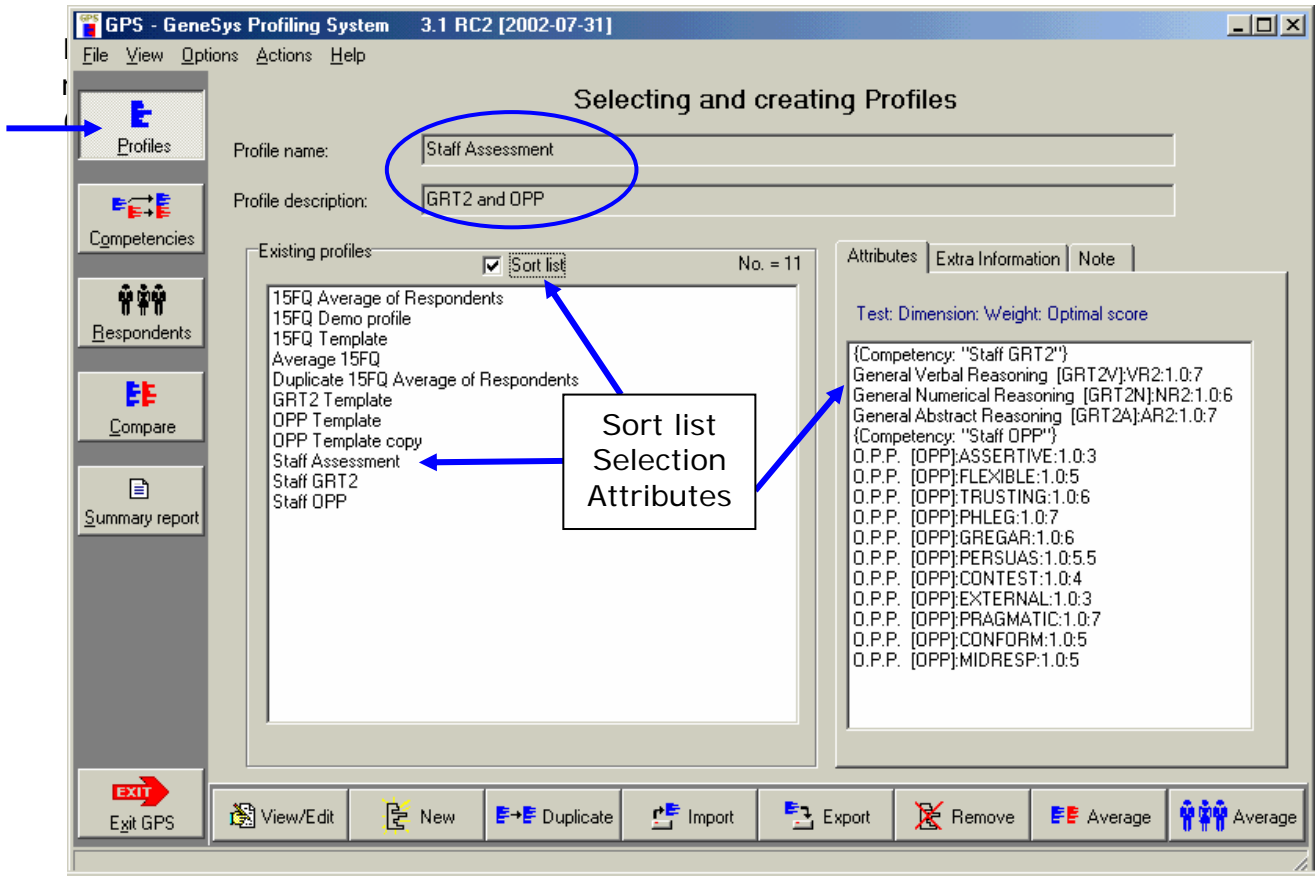 GPS - GeneSys Profiling System 3.1 RC2 [2002-07-31]
File View Options Actions Help
Selecting and creating Profiles
Profiles
Profile name: Staff Assessment
Profile description: GRT2 and OPP
Competencies
Respondents
Compare
Summary report
Exit GPS
EXIT
Existing profiles
Sort list
No. = 11
15FQ Average of Respondents
15FQ Demo profile
15FQ Template
Average 15FQ
Duplicate 15FQ Average of Respondents
GRT2 Template
OPP Template
OPP Template copy
Staff Assessment
Staff GRT2
Staff OPP
Sort list
Selection
Attributes
Attributes Extra Information Note
Test: Dimension: Weight: Optimal score
{Competency: "Staff GRT2"}
General Verbal Reasoning [GRT2V]:VR2:1.0:7
General Numerical Reasoning [GRT2N]:NR2:1.0:6
General Abstract Reasoning [GRT2A]:AR2:1.0:7
{Competency: "Staff OPP"}
O.P.P. [OPP]:ASSERTIVE:1.0:3
O.P.P. [OPP]:FLEXIBLE:1.0:5
O.P.P. [OPP]:TRUSTING:1.0:6
O.P.P. [OPP]:PHLEG:1.0:7
O.P.P. [OPP]:GREGAR:1.0:6
O.P.P. [OPP]:PERSUAS:1.0:5.5
O.P.P. [OPP]:CONTEST:1.0:4
O.P.P. [OPP]:EXTERNAL:1.0:3
O.P.P. [OPP]:PRAGMATIC:1.0:7
O.P.P. [OPP]:CONFORM:1.0:5
O.P.P. [OPP]:MIDRESP:1.0:5
View/Edit New Duplicate Import Export Remove Average Average